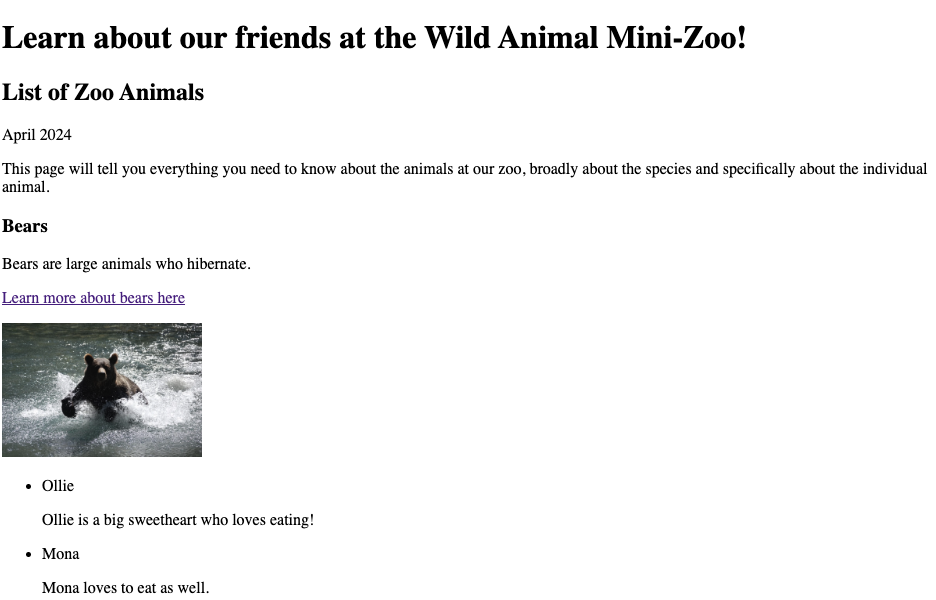 Learn about our friends at the Wild Animal Mini-Zoo!
List of Zoo Animals
April 2024
This page will tell you everything you need to know about the animals at our zoo, broadly about the species and specifically about the individual
animal.
Bears
Bears are large animals who hibernate.
Learn more about bears here
Ollie
Ollie is a big sweetheart who loves eating!
Mona
Mona loves to eat as well.